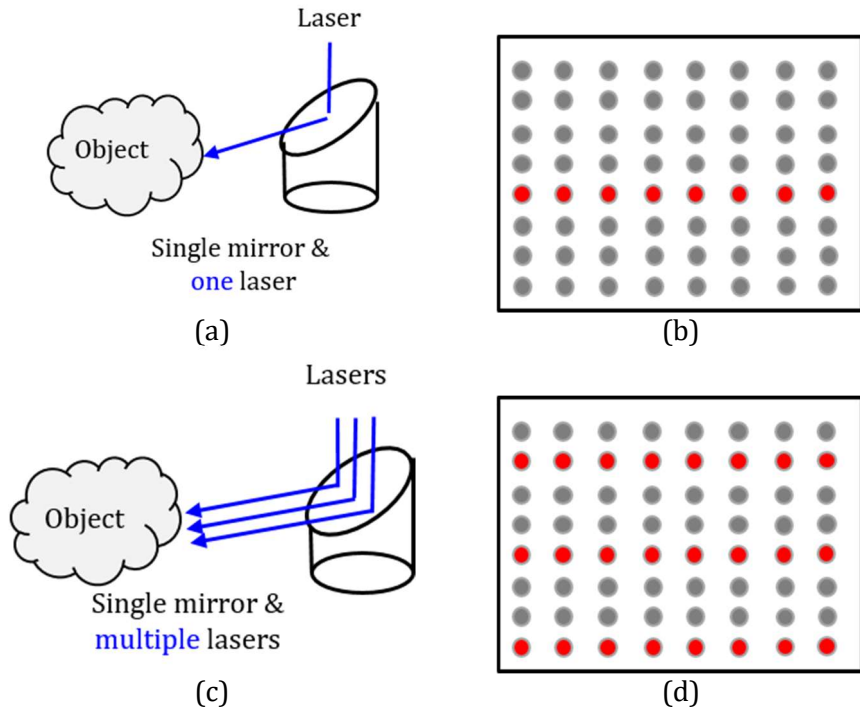 Laser
Object
Single mirror &
one laser
(a)
(b)
Lasers
Object
Single mirror &
multiple lasers
(c)
(d)